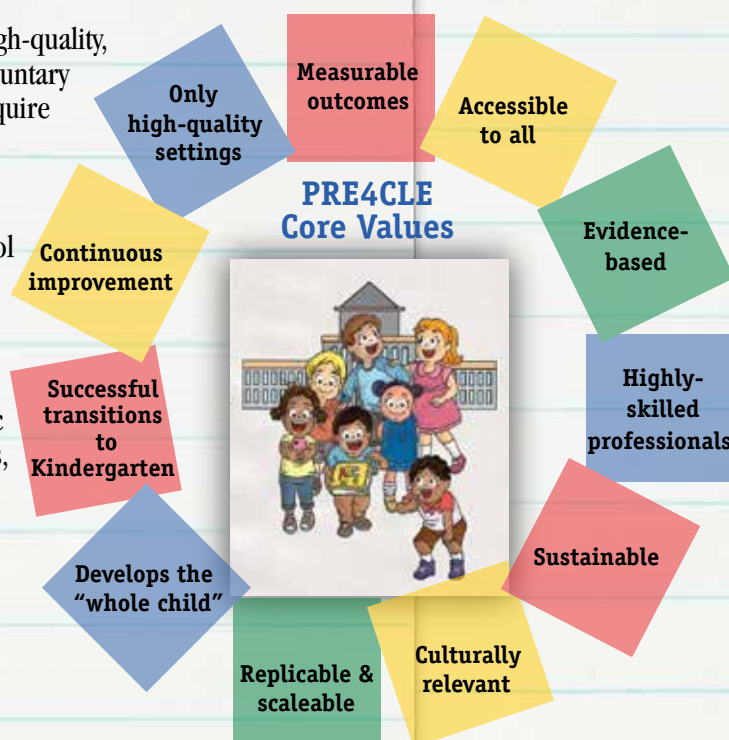 gh-quality,
untary
quire
ol
c
,
PRE4CLE
Core Values
Measurable
outcomes
Accessible
to all
Evidence-
based
Highly-
skilled
professionals
Sustainable
Culturally
relevant
Replicable &
scaleable
Develops the
“whole child”
Successful
transitions
to
Kindergarten
Continuous
improvement
Only
high-quality
settings